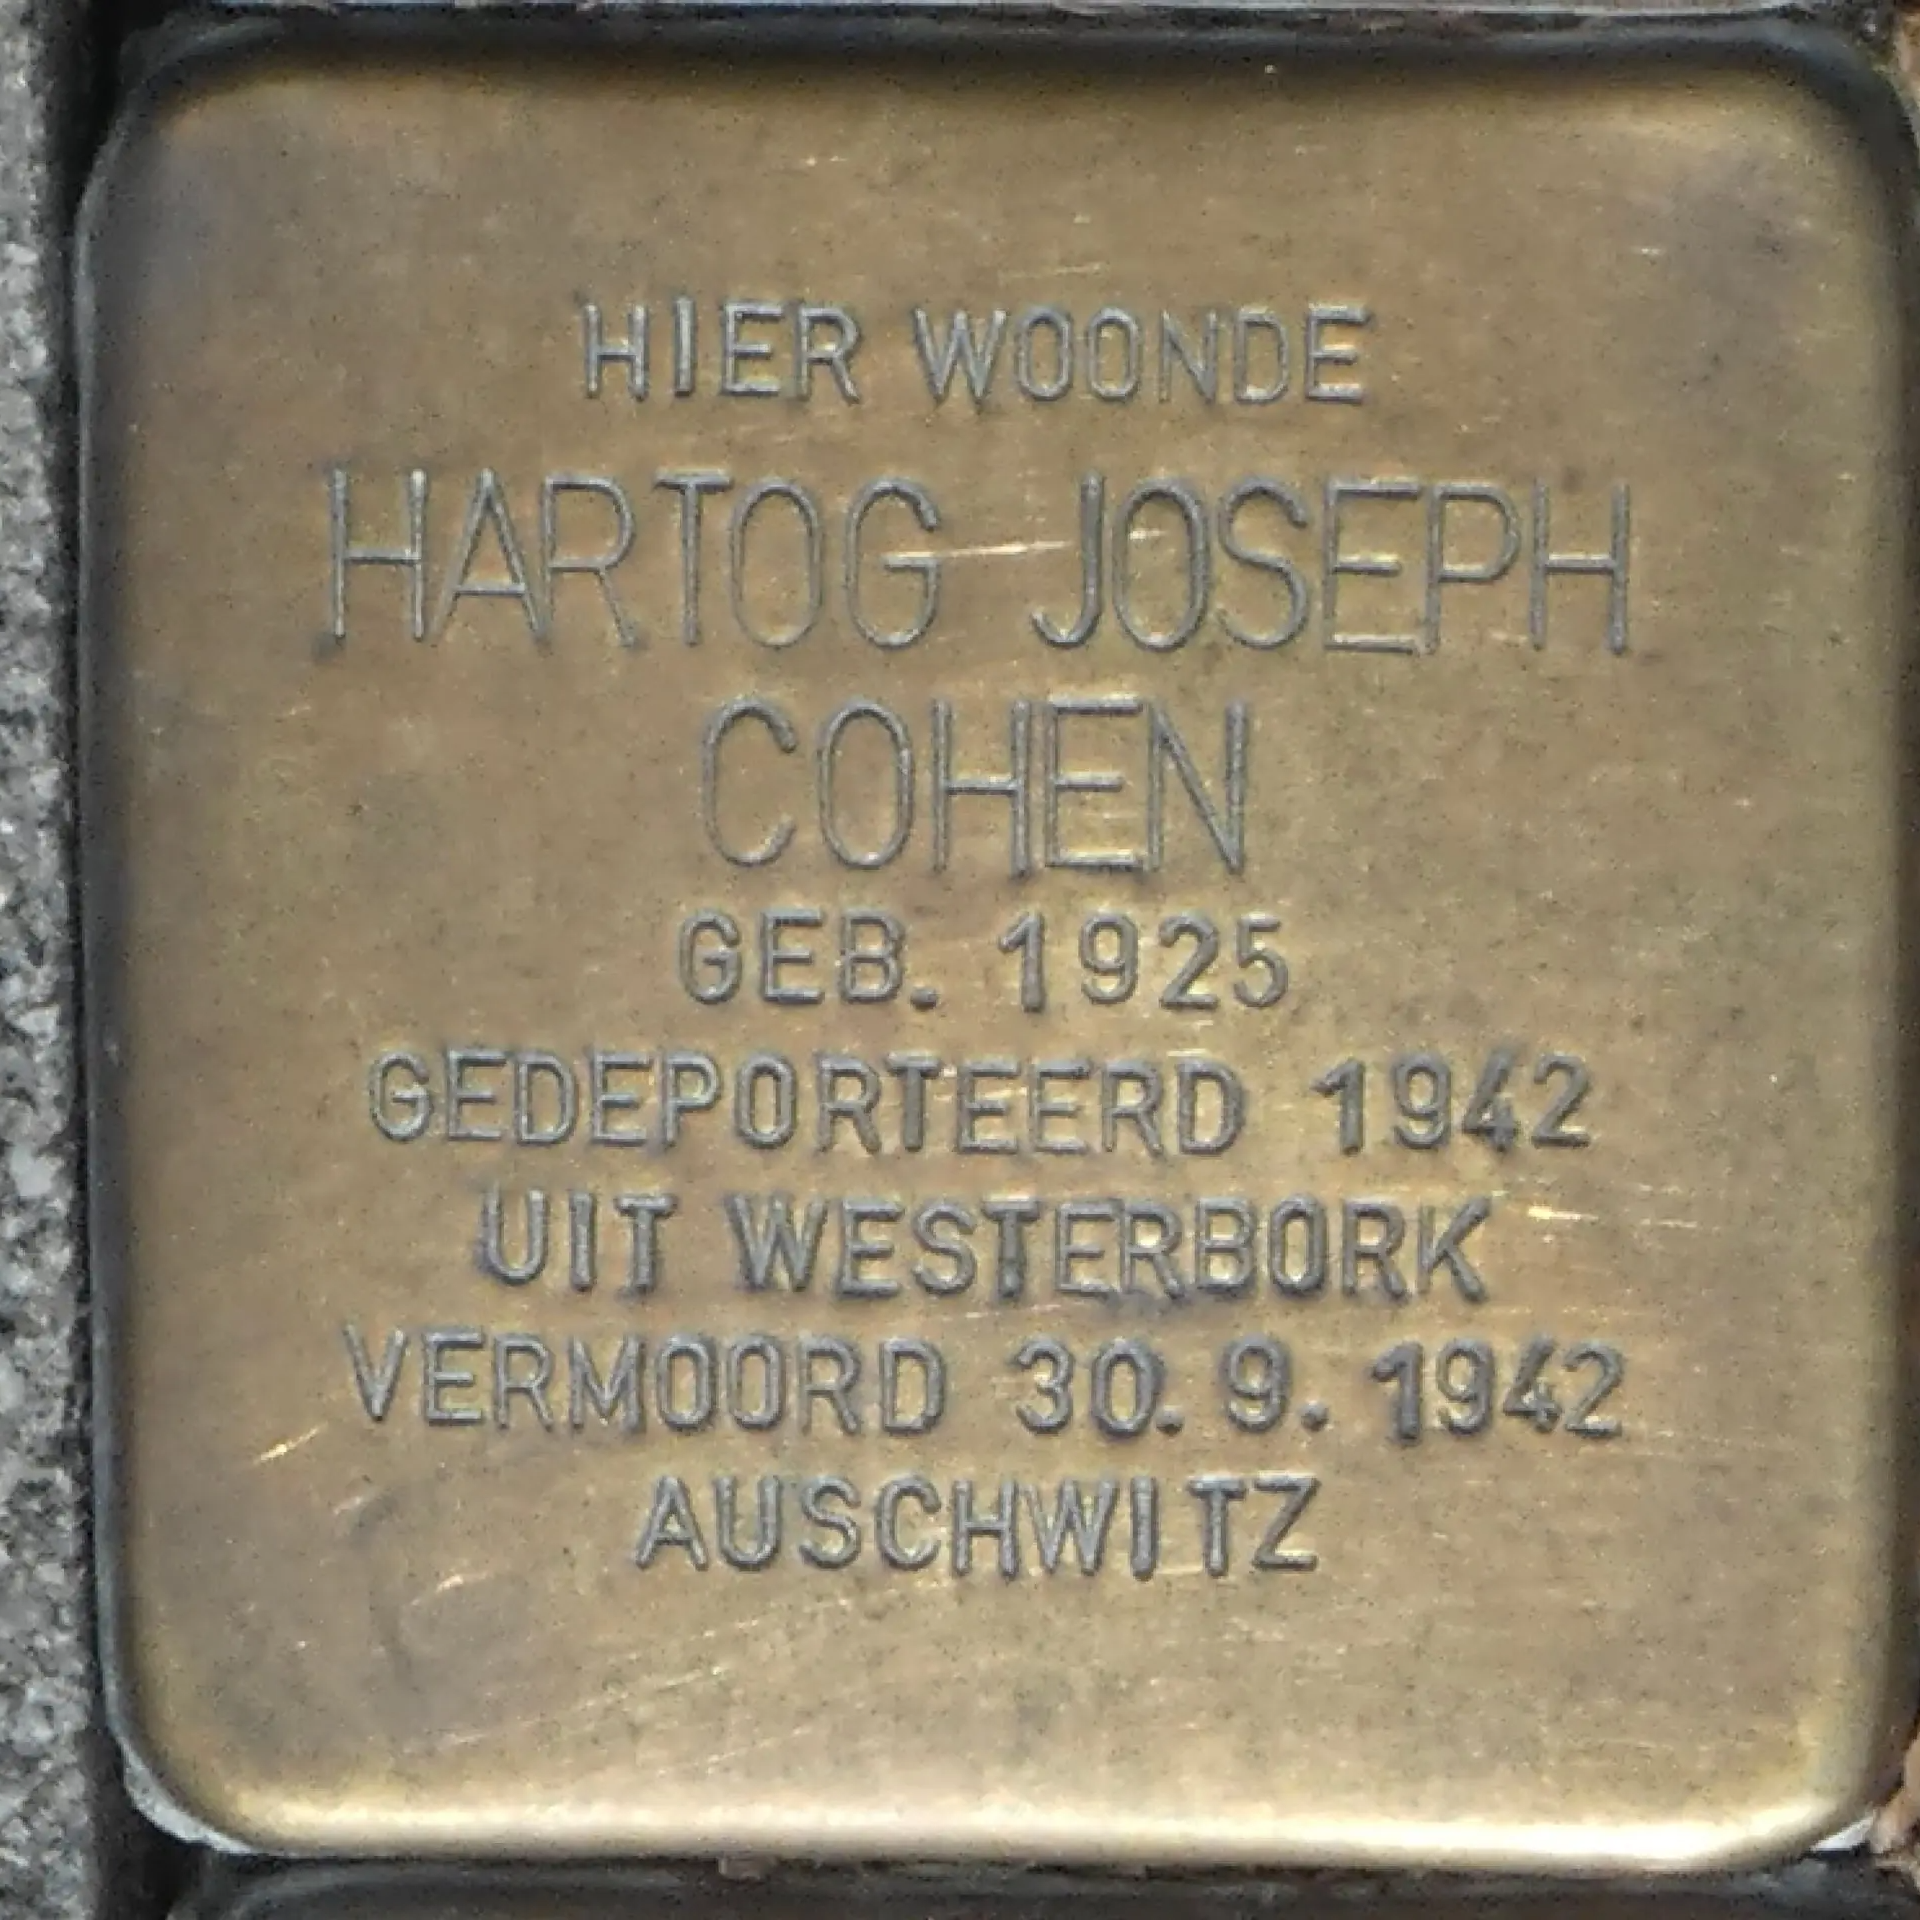 HIER WOONDE
HARTOG JOSEPH
COHEN
GEB. 1925
GEDEPORTEERD 1942
UIT WESTERBORK
VERMOORD 30.9.1942
AUSCHWITZ